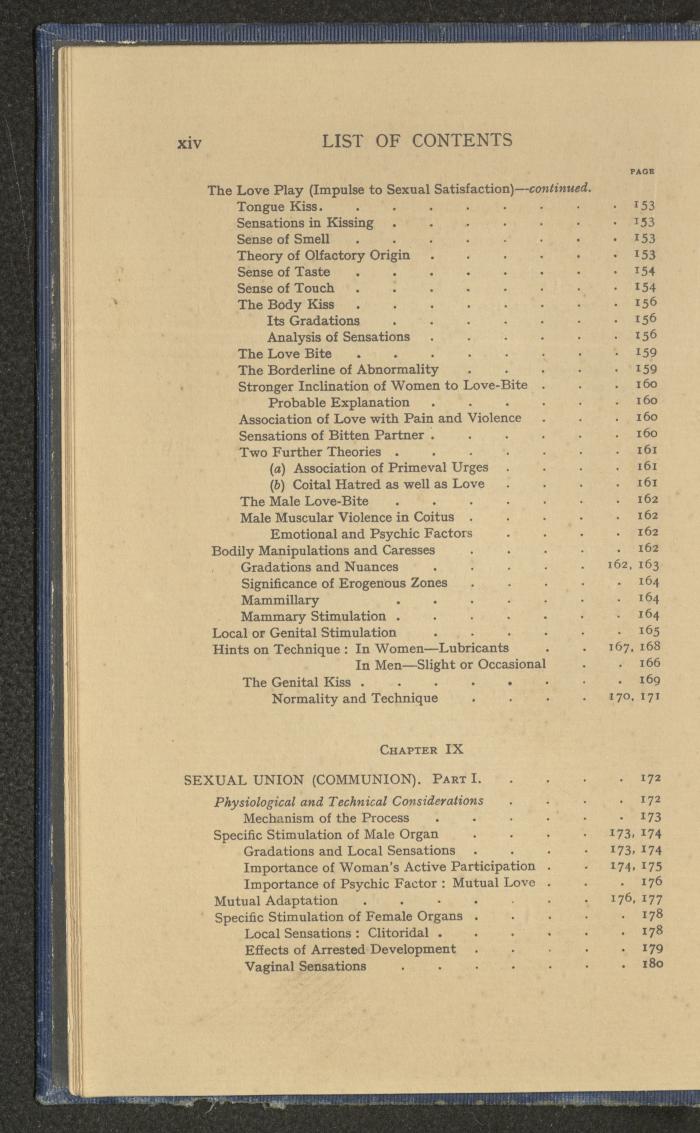 xiv LIST OF CONTENTS
PAGE
The Love Play (Impulse to Sexual Satisfaction)—continued.
Tongue Kiss . . . . . . . . . 153
Sensations in Kissing . . . . . . . 153
Sense of Smell . . . . . . . . 153
Theory of Olfactory Origin . . . . . . 153
Sense of Taste . . . . . . . . 154
Sense of Touch . . . . . . . . 154
The Body Kiss . . . . . . . . 156
Its Gradations . . . . . . . 156
Analysis of Sensations . . . . . . 156
The Love Bite . . . . . . . . 159
The Borderline of Abnormality . . . . . 159
Stronger Inclination of Women to Love-Bite . . . 160
Probable Explanation . . . . . . 160
Association of Love with Pain and Violence . . . 160
Sensations of Bitten Partner . . . . . . 160
Two Further Theories . . . . . . . 161
(a) Association of Primeval Urges . . . . 161
(b) Coital Hatred as well as Love . . . . 161
The Male Love-Bite . . . . . . . 162
Male Muscular Violence in Coitus . . . . . 162
Emotional and Psychic Factors . . . . 162
Bodily Manipulations and Caresses . . . . . 162
Gradations and Nuances . . . . . 162, 163
Significance of Erogenous Zones . . . . . 164
Mammillary . . . . . . . 164
Mammary Stimulation . . . . . . . 164
Local or Genital Stimulation . . . . . . 165
Hints on Technique : In Women—Lubricants . . 167, 168
In Men—Slight or Occasional . . 166
The Genital Kiss . . . . . . . . 169
Normality and Technique . . . . 170, 171
CHAPTER IX
SEXUAL UNION (COMMUNION). PART I. . . . . 172
Physiological and Technical Considerations . . . . 172
Mechanism of the Process . . . . . . 173
Specific Stimulation of Male Organ . . . . 173, 174
Gradations and Local Sensations . . . . 173, 174
Importance of Woman's Active Participation . . 174, 175
Importance of Psychic Factor : Mutual Love . . . 176
Mutual Adaptation . . . . . . . 176, 177
Specific Stimulation of Female Organs . . . . . 178
Local Sensations : Clitoridal . . . . . . 178
Effects of Arrested Development . . . . . 179
Vaginal Sensations . . . . . . . 180